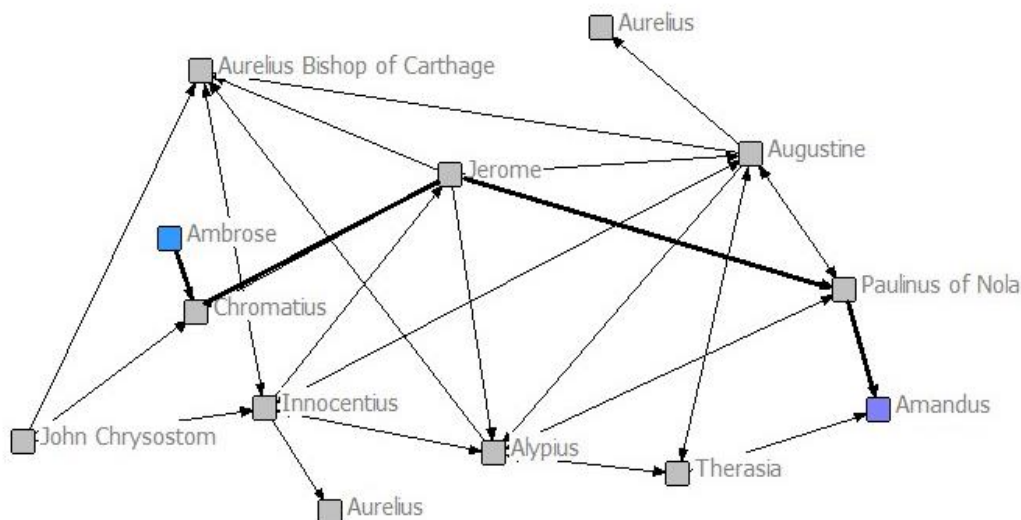 Aurelius
Aurelius Bishop of Carthage
Augustine
Jerome
Ambrose
Paulinus of Nola
Chromatius
Innocentius
Amandus
John Chrysostom
Alypius
Therasia
Aurelius